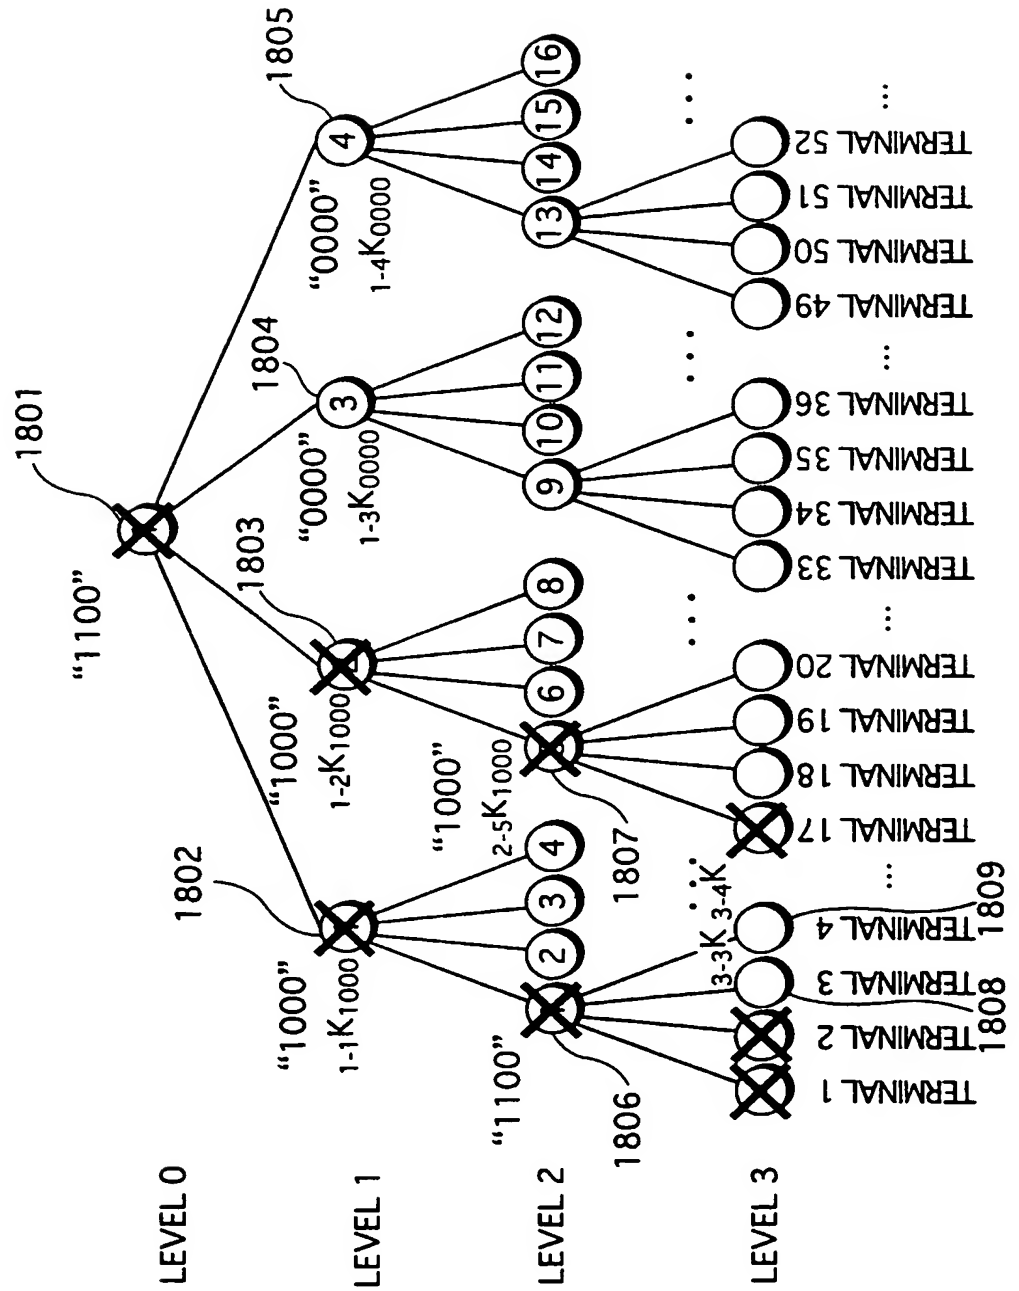 LEVEL 0
LEVEL 1
LEVEL 2
LEVEL 3
1801
"1100"
1802
"1000"
1-1K1000
1803
"1000"
1-2K1000
1804
"0000"
1-3K0000
3
1805
"0000"
1-4K0000
4
1806
"1100"
2
3
4
1807
"1000"
2-5K1000
6
7
8
9
10
11
12
13
14
15
16
3-3K
3-4K
...
...
...
...
TERMINAL 1
TERMINAL 2
TERMINAL 3
TERMINAL 4
...
TERMINAL 17
TERMINAL 18
TERMINAL 19
TERMINAL 20
...
TERMINAL 33
TERMINAL 34
TERMINAL 35
TERMINAL 36
...
TERMINAL 49
TERMINAL 50
TERMINAL 51
TERMINAL 52
...
1808
1809